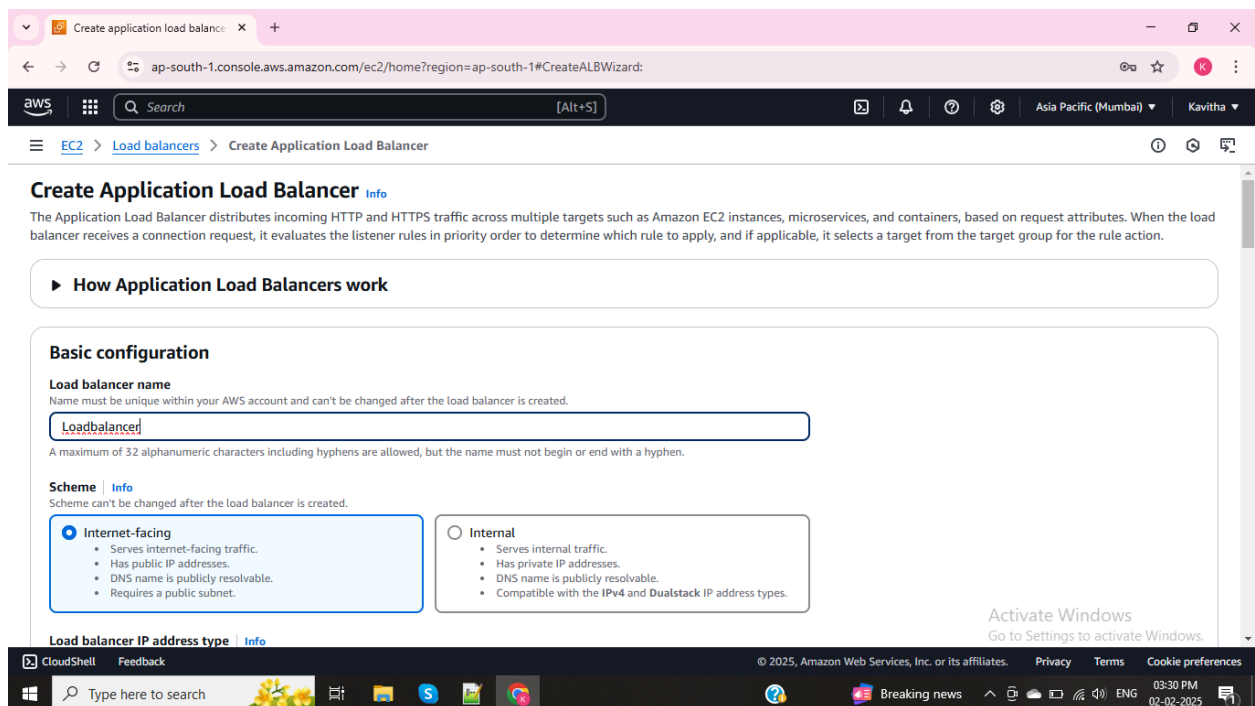 Create application load balance
ap-south-1.console.aws.amazon.com/ec2/home?region=ap-south-1#CreateALBWizard:
K
aws
Search [Alt+S]
Asia Pacific (Mumbai)
Kavitha
EC2 > Load balancers > Create Application Load Balancer
Create Application Load Balancer Info
The Application Load Balancer distributes incoming HTTP and HTTPS traffic across multiple targets such as Amazon EC2 instances, microservices, and containers, based on request attributes. When the load
balancer receives a connection request, it evaluates the listener rules in priority order to determine which rule to apply, and if applicable, it selects a target from the target group for the rule action.
How Application Load Balancers work
Basic configuration
Load balancer name
Name must be unique within your AWS account and can't be changed after the load balancer is created.
Loadbalancer
A maximum of 32 alphanumeric characters including hyphens are allowed, but the name must not begin or end with a hyphen.
Scheme Info
Scheme can't be changed after the load balancer is created.
Internet-facing
• Serves internet-facing traffic.
• Has public IP addresses.
• DNS name is publicly resolvable.
• Requires a public subnet.
Internal
• Serves internal traffic.
• Has private IP addresses.
• DNS name is publicly resolvable.
• Compatible with the IPv4 and Dualstack IP address types.
Load balancer IP address type Info
Activate Windows
Go to Settings to activate Windows.
CloudShell Feedback
© 2025, Amazon Web Services, Inc. or its affiliates. Privacy Terms Cookie preferences
Type here to search
Breaking news
ENG
03:30 PM
02-02-2025